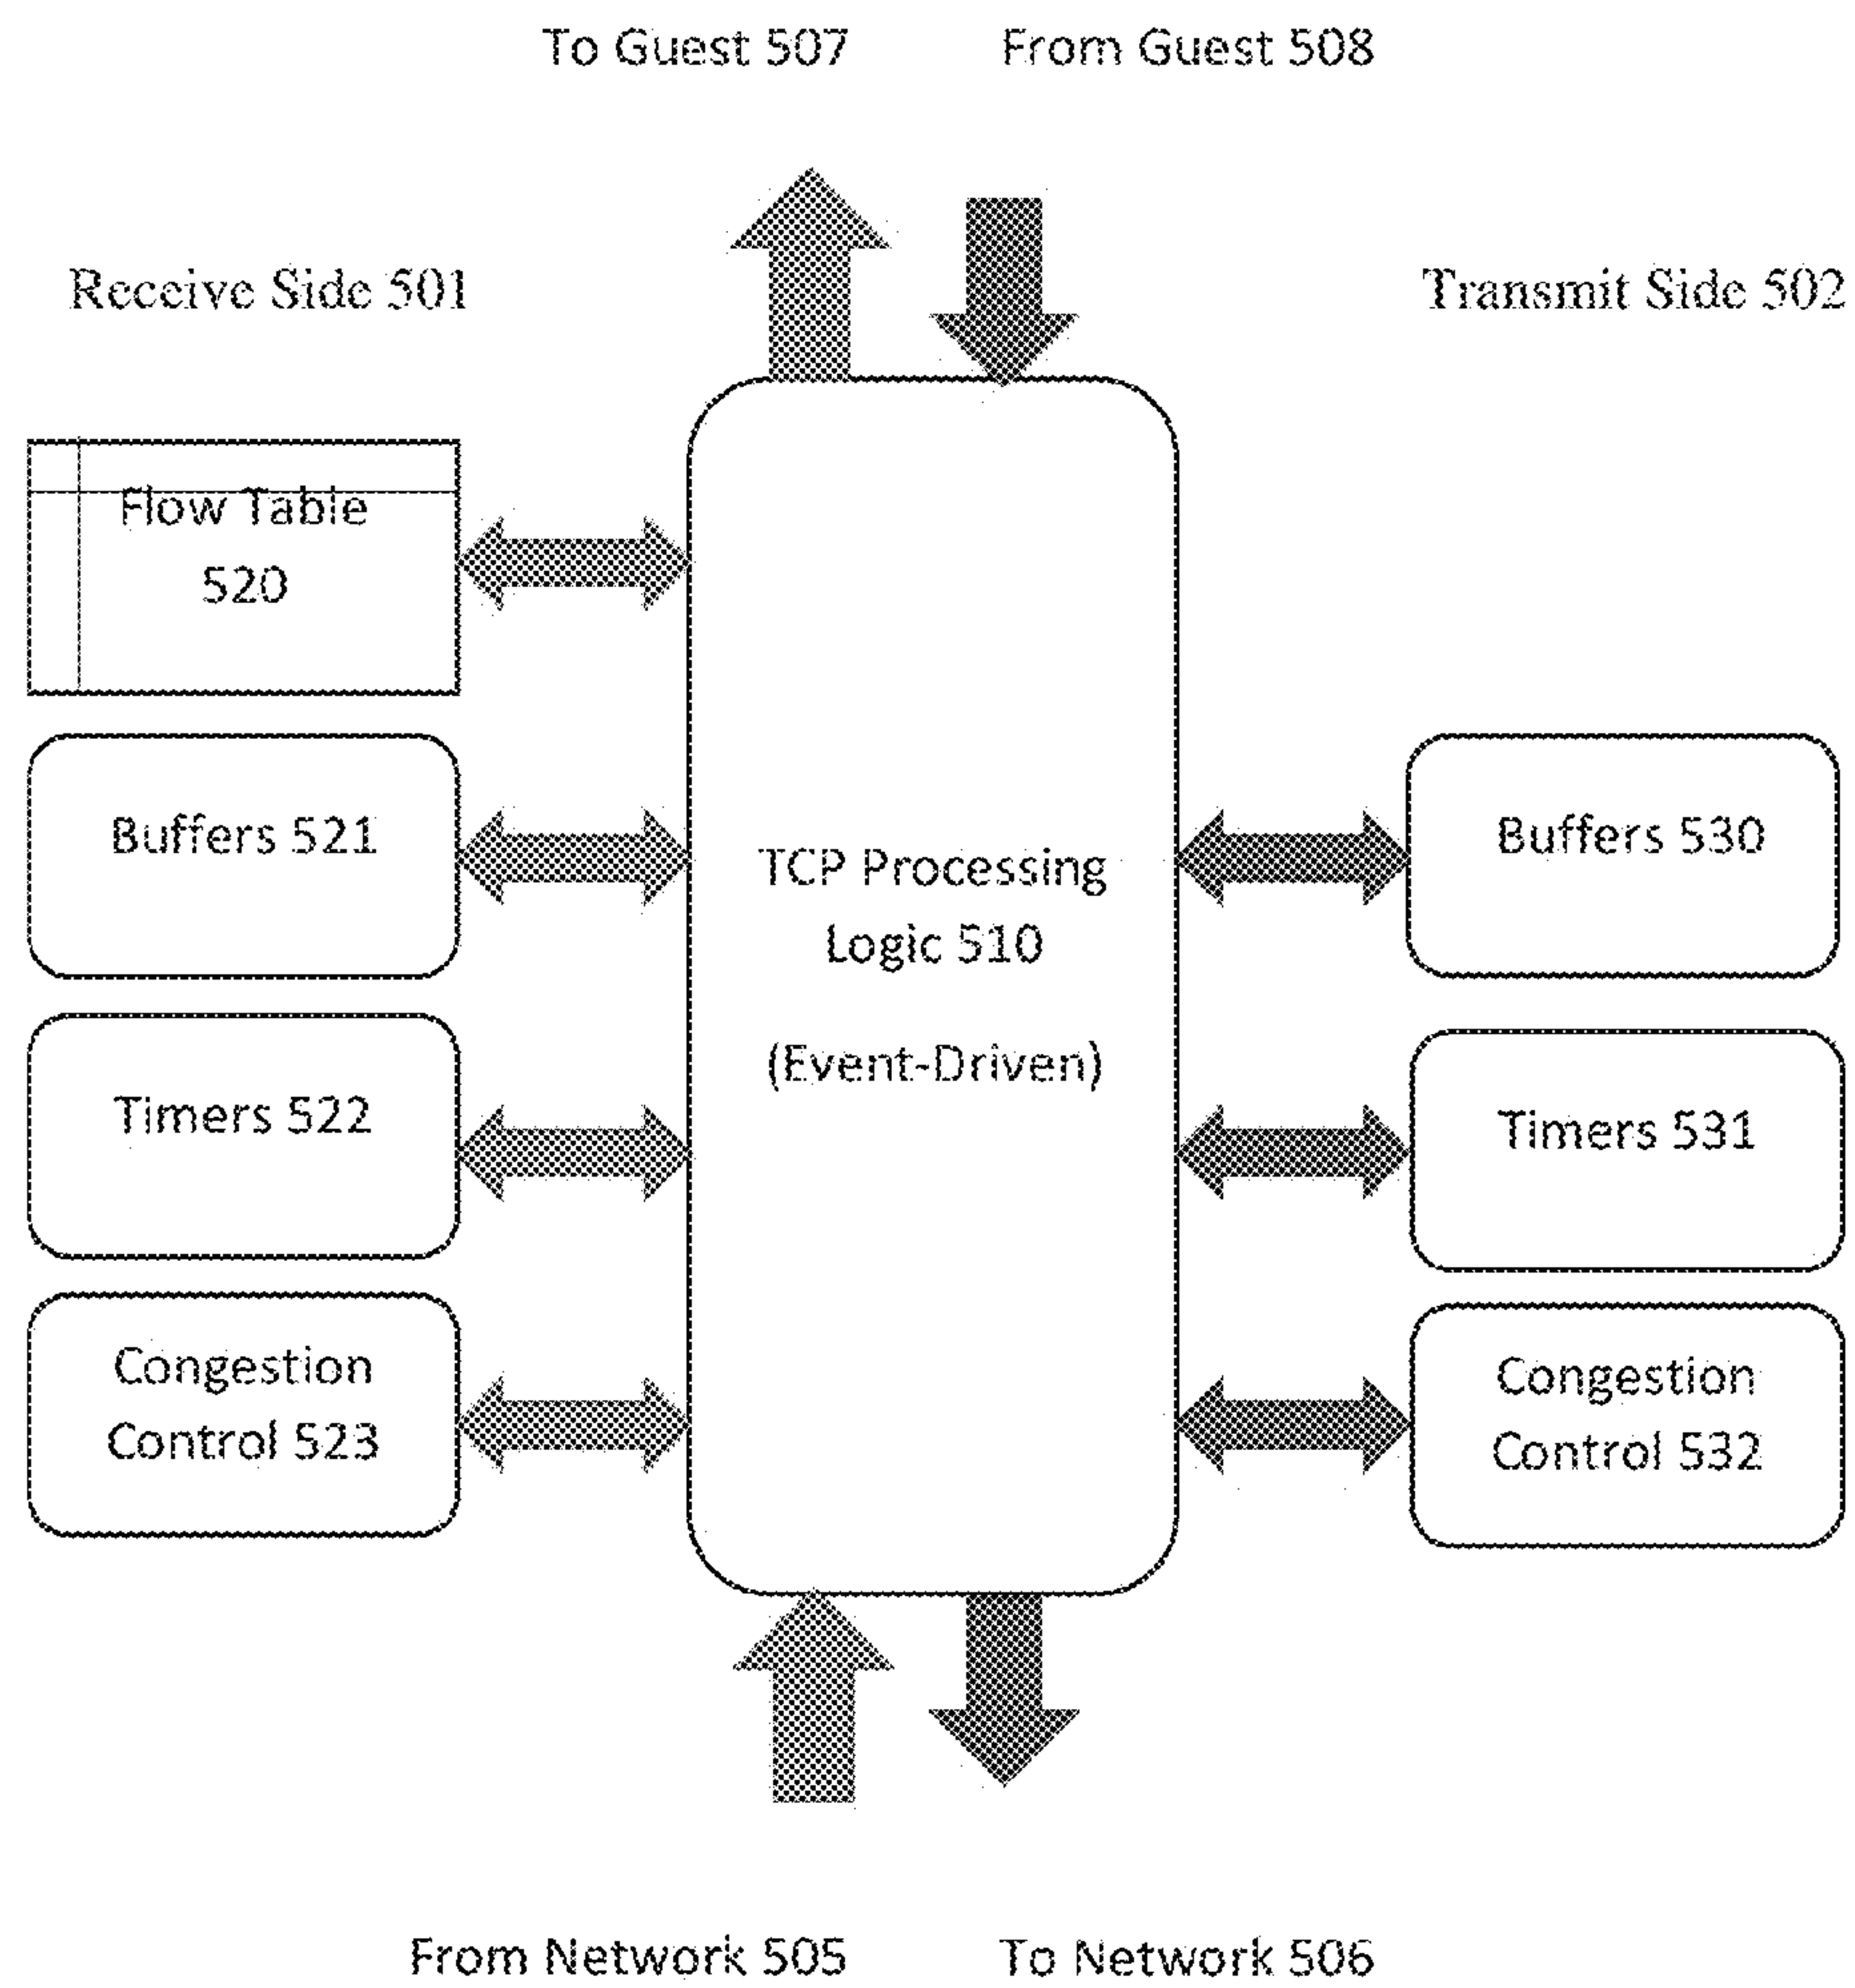 To Guest 507
From Guest 508
Receive Side 501
Transmit Side 502
Flow Table
520
Buffers 521
Timers 522
Congestion
Control 523
TCP Processing
Logic 510
(Event-Driven)
Buffers 530
Timers 531
Congestion
Control 532
From Network 505
To Network 506